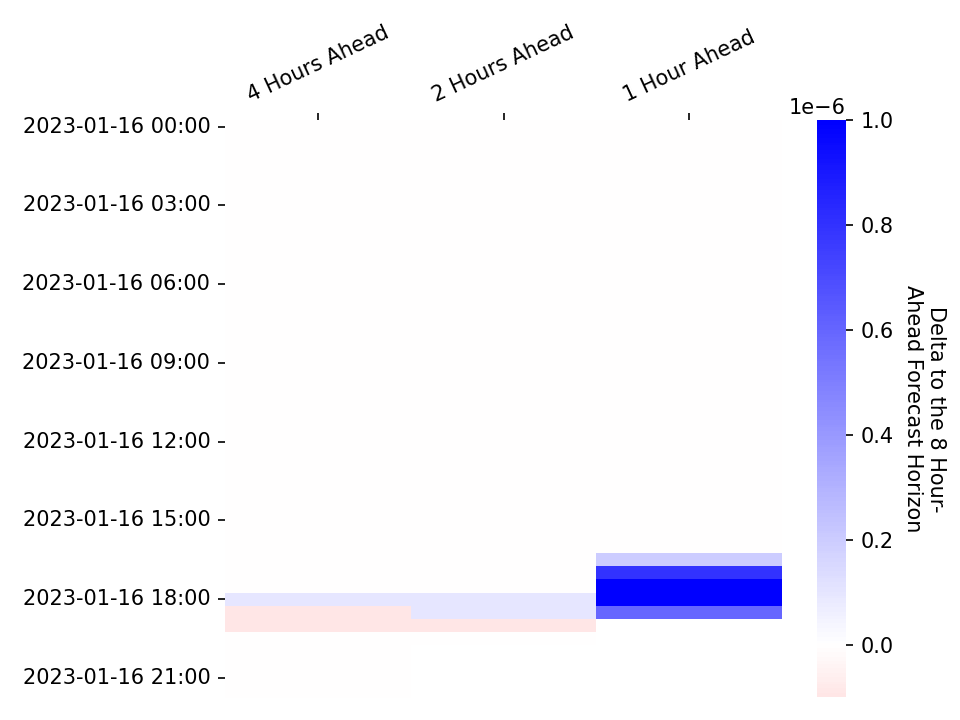 4 Hours Ahead
2 Hours Ahead
1 Hour Ahead
1e−6
2023-01-16 00:00
2023-01-16 03:00
2023-01-16 06:00
2023-01-16 09:00
2023-01-16 12:00
2023-01-16 15:00
2023-01-16 18:00
2023-01-16 21:00
1.0
0.8
0.6
0.4
0.2
0.0
Delta to the 8 Hour-
Ahead Forecast Horizon